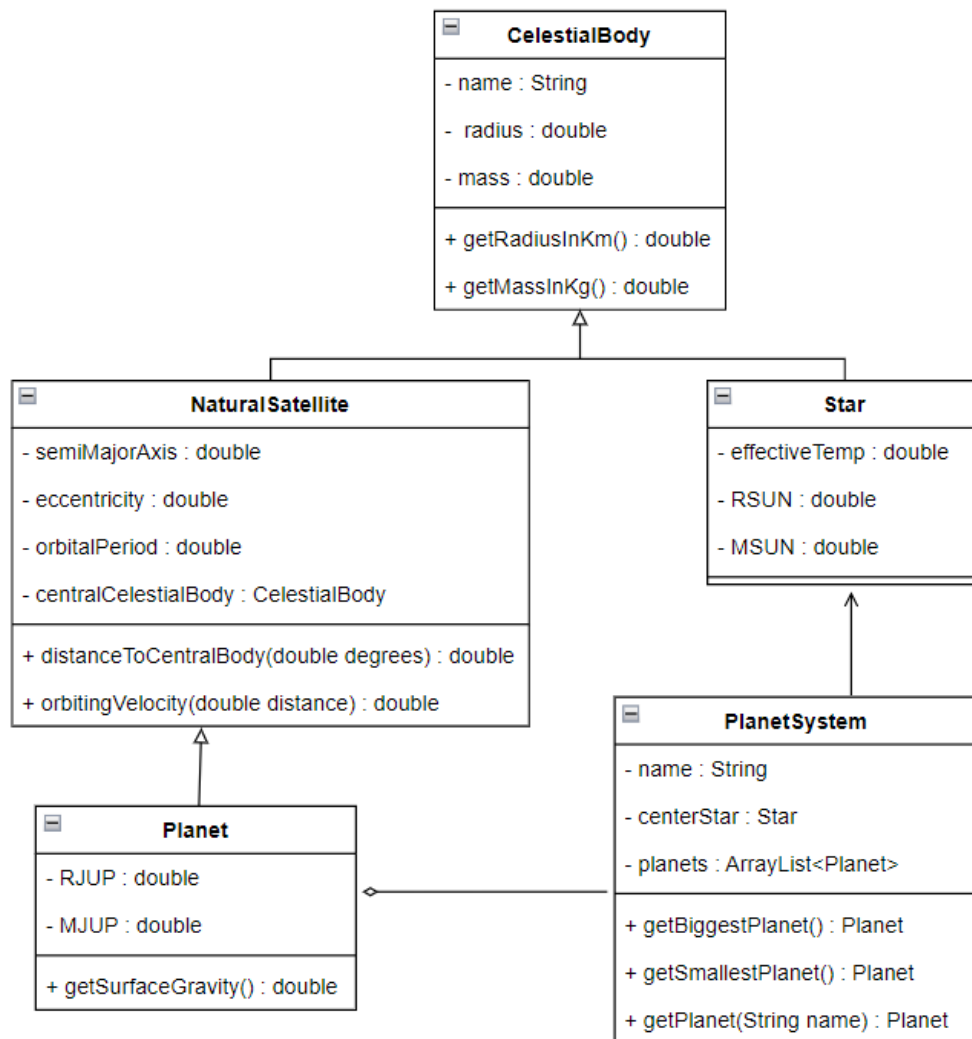 CelestialBody
- name : String
- radius : double
- mass : double
+ getRadiusInKm() : double
+ getMassInKg() : double
NaturalSatellite
- semiMajorAxis : double
- eccentricity : double
- orbitalPeriod : double
- centralCelestialBody : CelestialBody
+ distanceToCentralBody(double degrees) : double
+ orbitingVelocity(double distance) : double
Star
- effectiveTemp : double
- RSUN : double
- MSUN : double
Planet
- RJUP : double
- MJUP : double
+ getSurfaceGravity() : double
PlanetSystem
- name : String
- centerStar : Star
- planets : ArrayList<Planet>
+ getBiggestPlanet() : Planet
+ getSmallestPlanet() : Planet
+ getPlanet(String name) : Planet